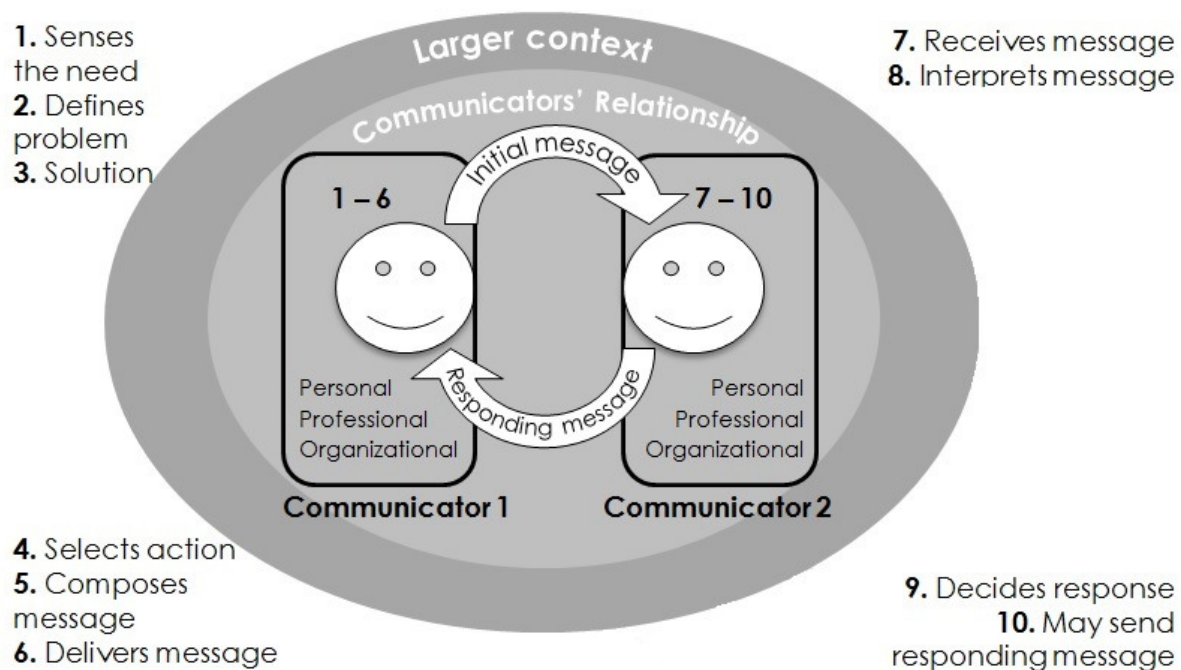 1. Senses
the need
2. Defines
problem
3. Solution
7. Receives message
8. Interprets message
Larger context
Communicators' Relationship
Initial message
1 – 6
7 – 10
Responding message
Personal
Professional
Organizational
Personal
Professional
Organizational
Communicator 1
Communicator 2
4. Selects action
5. Composes
message
6. Delivers message
9. Decides response
10. May send
responding message